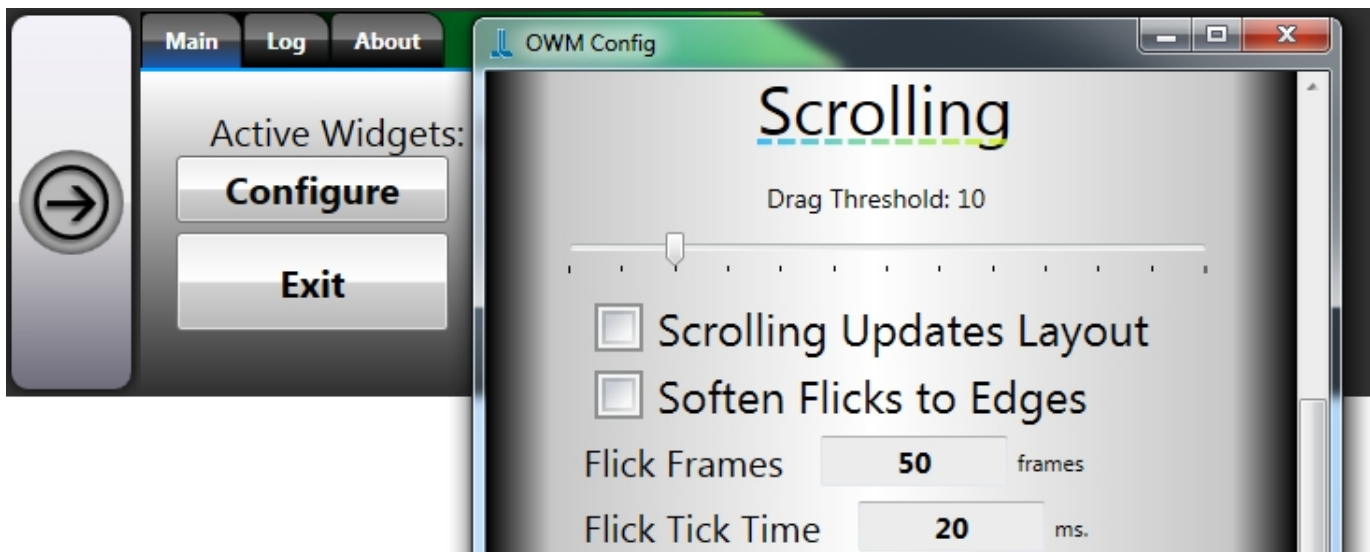 Main Log About
Active Widgets:
Configure
Exit
OWM Config
Scrolling
Drag Threshold: 10
Scrolling Updates Layout
Soften Flicks to Edges
Flick Frames 50 frames
Flick Tick Time 20 ms.